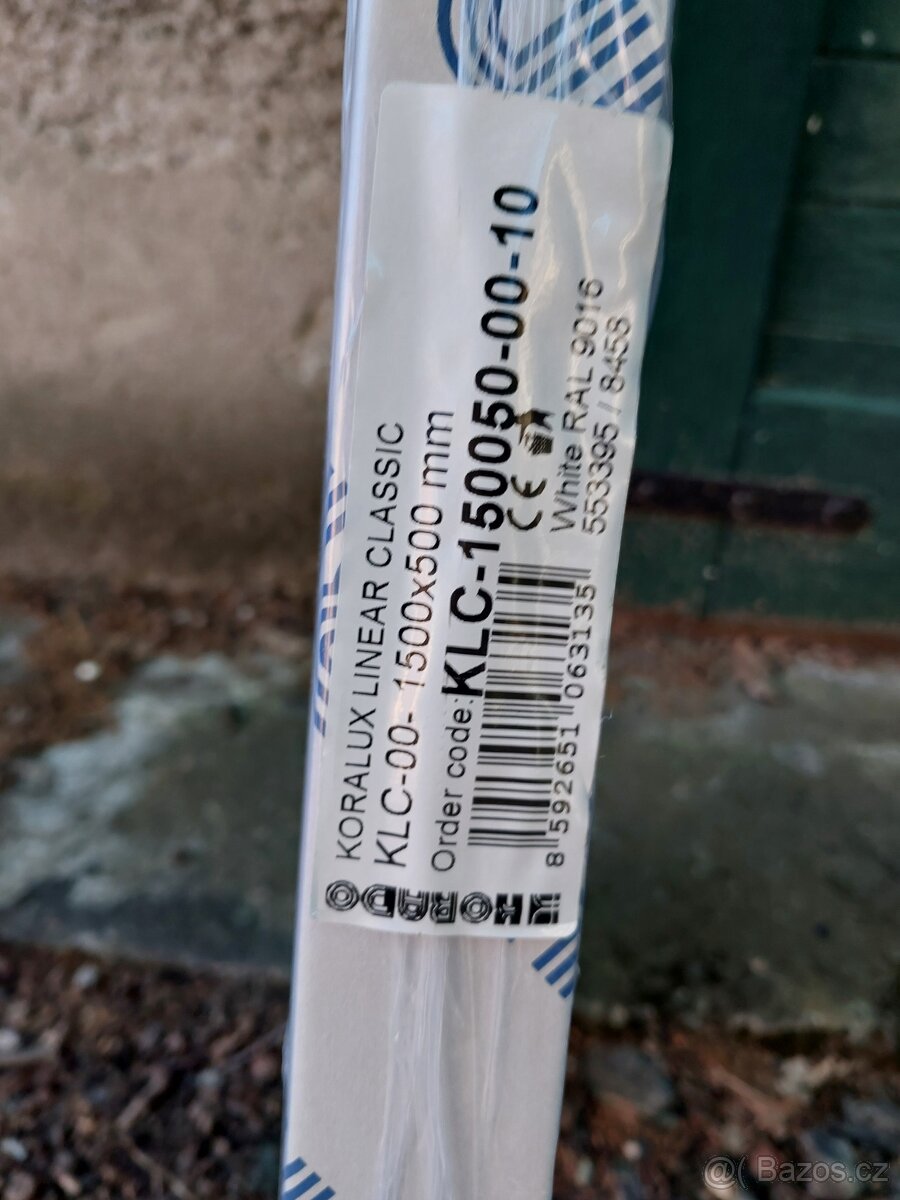 KORADO
KORALUX LINEAR CLASSIC
KLC-00- 1500x500 mm
Order code:KLC-150050-00-10
CE
White RAL 9016
553395 / 8458
8 592651 063135
@( Bazos.cz